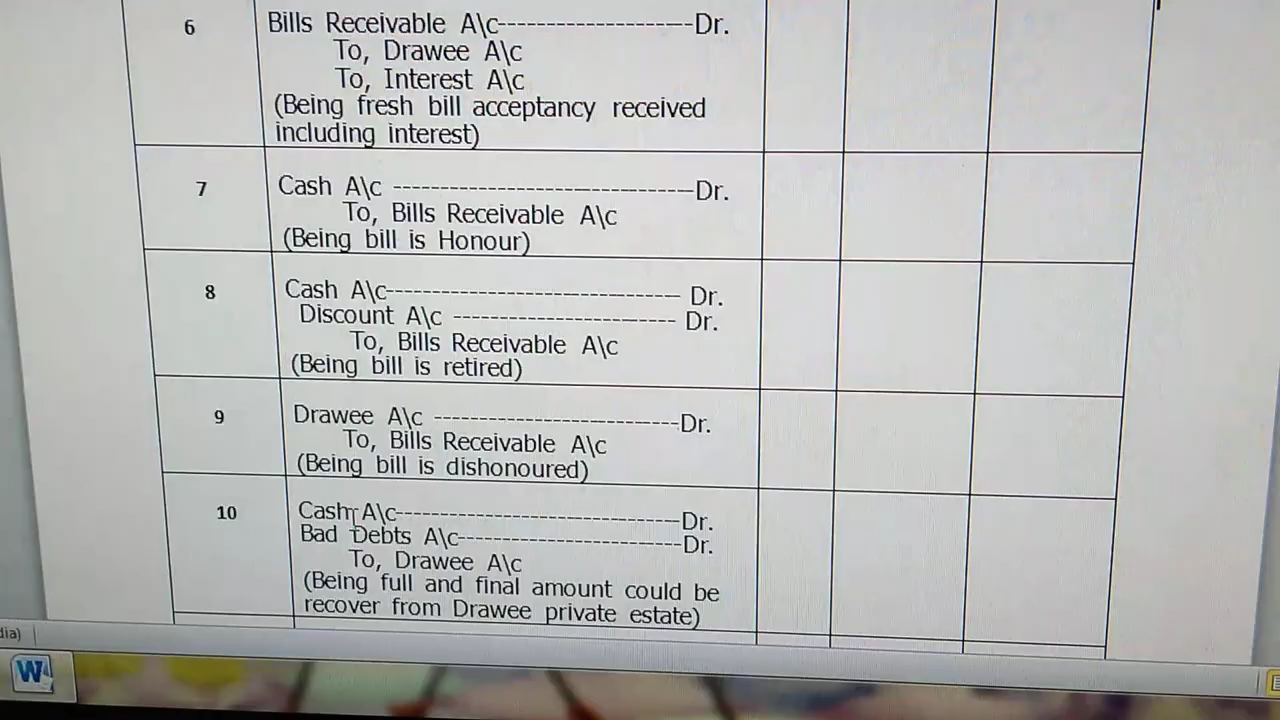 6
Bills Receivable A\c---------------------Dr.
To, Drawee A\c
To, Interest A\c
(Being fresh bill acceptancy received
including interest)
7
Cash A\c ---------------------------------Dr.
To, Bills Receivable A\c
(Being bill is Honour)
8
Cash A\c-------------------------------- Dr.
Discount A\c ------------------------ Dr.
To, Bills Receivable A\c
(Being bill is retired)
9
Drawee A\c --------------------------Dr.
To, Bills Receivable A\c
(Being bill is dishonoured)
10
Cash A\c------------------------------Dr.
Bad Debts A\c------------------------Dr.
To, Drawee A\c
(Being full and final amount could be
recover from Drawee private estate)
dia)
W